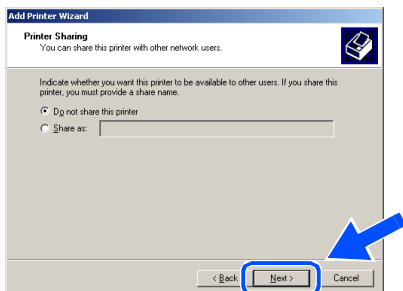 Add Printer Wizard
Printer Sharing
You can share this printer with other network users.
Indicate whether you want this printer to be available to other users. If you share this
printer, you must provide a share name.
Do not share this printer
Share as:
< Back Next > Cancel